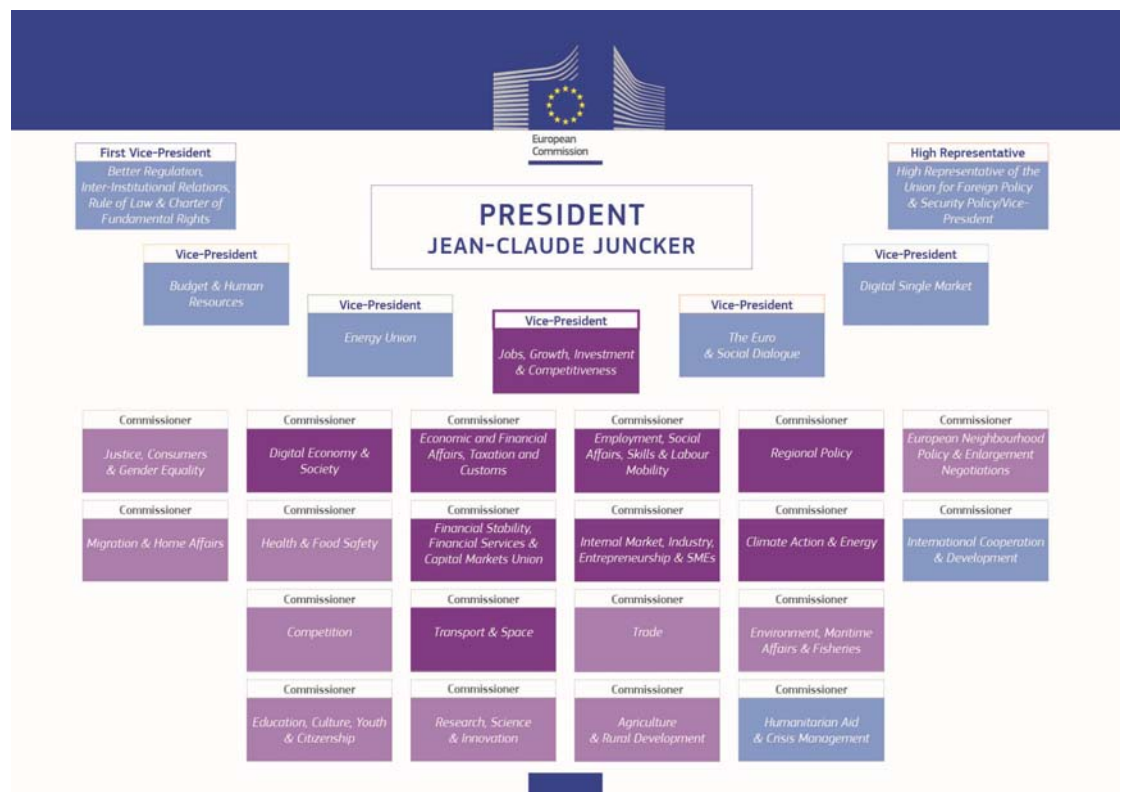 European
Commission
First Vice-President
Better Regulation,
Inter-Institutional Relations,
Rule of Law & Charter of
Fundamental Rights
High Representative
High Representative of the
Union for Foreign Policy
& Security Policy/Vice-
President
PRESIDENT
JEAN-CLAUDE JUNCKER
Vice-President
Budget & Human
Resources
Vice-President
Digital Single Market
Vice-President
Energy Union
Vice-President
Jobs, Growth, Investment
& Competitiveness
Vice-President
The Euro
& Social Dialogue
Commissioner
Justice, Consumers
& Gender Equality
Commissioner
Digital Economy &
Society
Commissioner
Economic and Financial
Affairs, Taxation and
Customs
Commissioner
Employment, Social
Affairs, Skills & Labour
Mobility
Commissioner
Regional Policy
Commissioner
European Neighbourhood
Policy & Enlargement
Negotiations
Commissioner
Migration & Home Affairs
Commissioner
Health & Food Safety
Commissioner
Financial Stability,
Financial Services &
Capital Markets Union
Commissioner
Internal Market, Industry,
Entrepreneurship & SMEs
Commissioner
Climate Action & Energy
Commissioner
International Cooperation
& Development
Commissioner
Competition
Commissioner
Transport & Space
Commissioner
Trade
Commissioner
Environment, Maritime
Affairs & Fisheries
Commissioner
Education, Culture, Youth
& Citizenship
Commissioner
Research, Science
& Innovation
Commissioner
Agriculture
& Rural Development
Commissioner
Humanitarian Aid
& Crisis Management